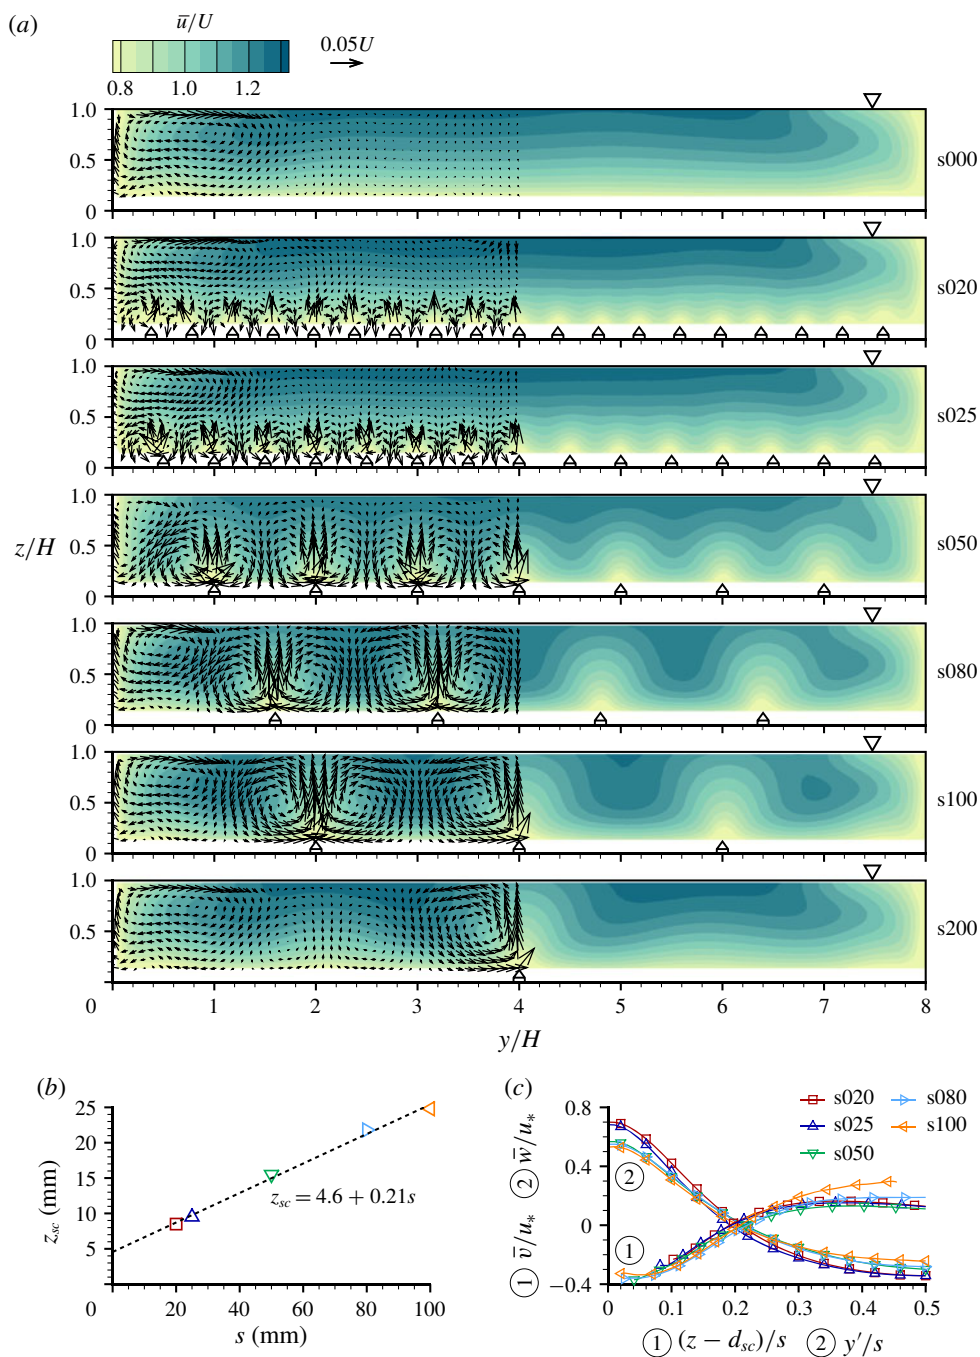 (a)
u̅/U
0.05U
0.8 1.0 1.2
1.0
0.5
0
s000
1.0
0.5
0
s020
1.0
0.5
0
s025
1.0
0.5
0
s050
z/H
1.0
0.5
0
s080
1.0
0.5
0
s100
1.0
0.5
0
s200
1 2 3 4 5 6 7 8
y/H
(b)
25
20
15
10
5
0
z_sc (mm)
z_sc = 4.6 + 0.21s
20 40 60 80 100
s (mm)
(c)
s020
s025
s050
s080
s100
0.8
0.4
0
−0.4
② w̅/u*
① v̅/u*
②
①
0 0.1 0.2 0.3 0.4 0.5
① (z − d_sc)/s ② y′/s